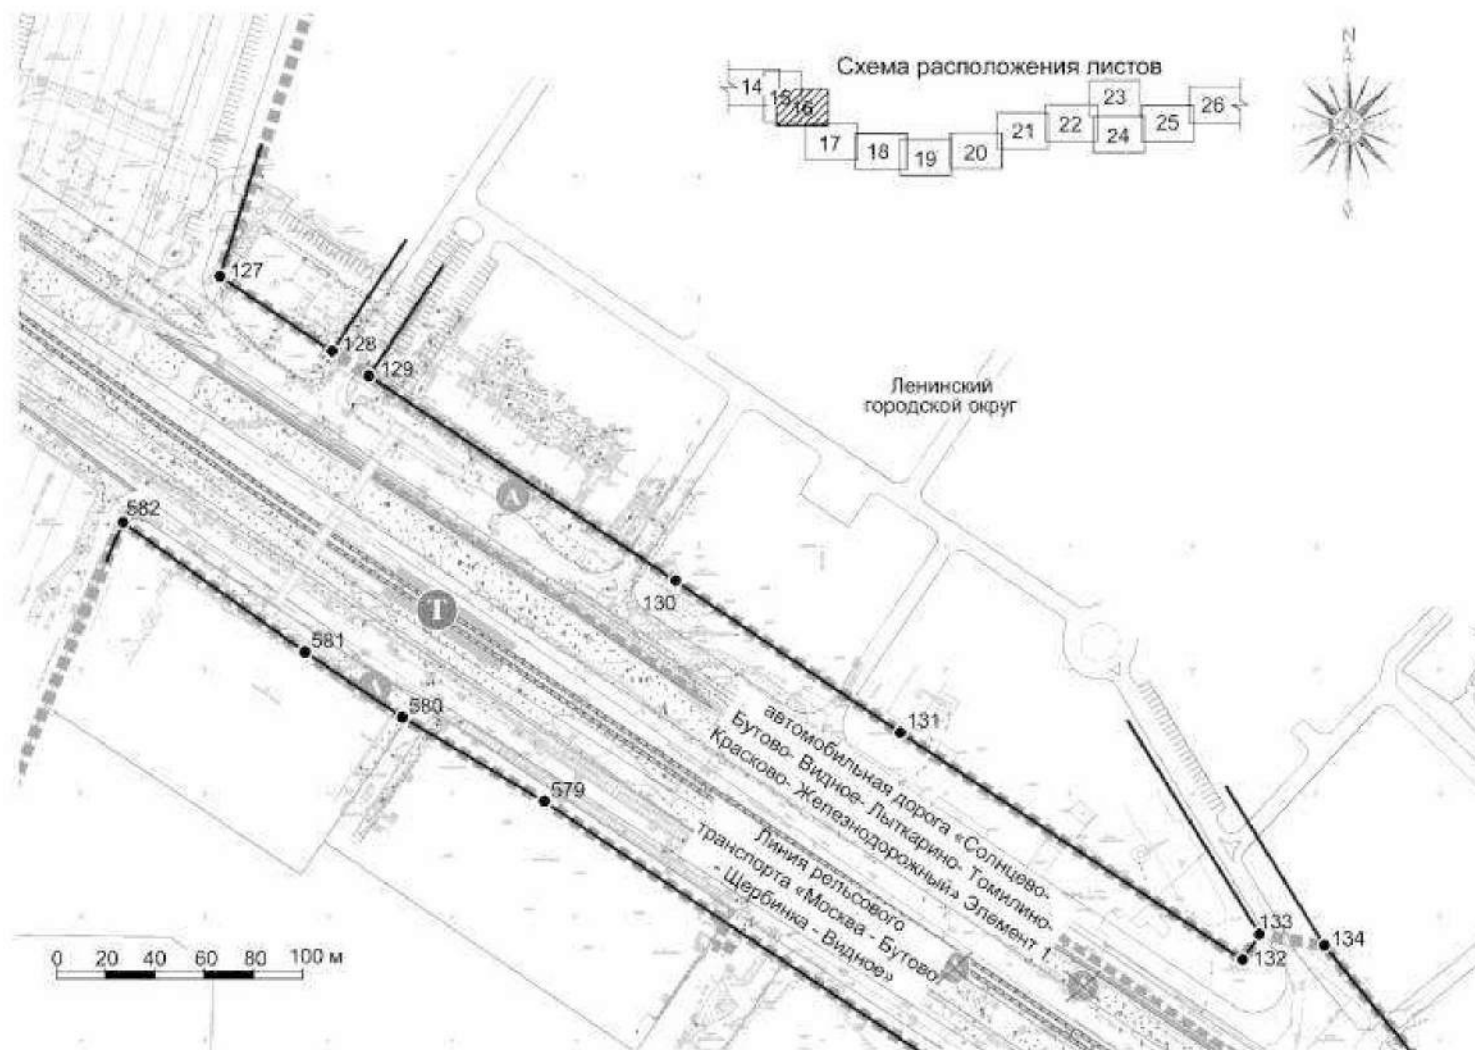 N
Схема расположения листов
14
15
16
17
18
19
20
21
22
23
24
25
26
127
128
129
Ленинский
городской округ
582
Т
130
581
580
131
579
автомобильная дорога «Солнцево-
Бутово- Видное- Лыткарино- Томилино-
Красково- Железнодорожный» Элемент 1
Линия рельсового
транспорта «Москва - Бутово
- Щербинка - Видное»
133
134
132
0 20 40 60 80 100 м